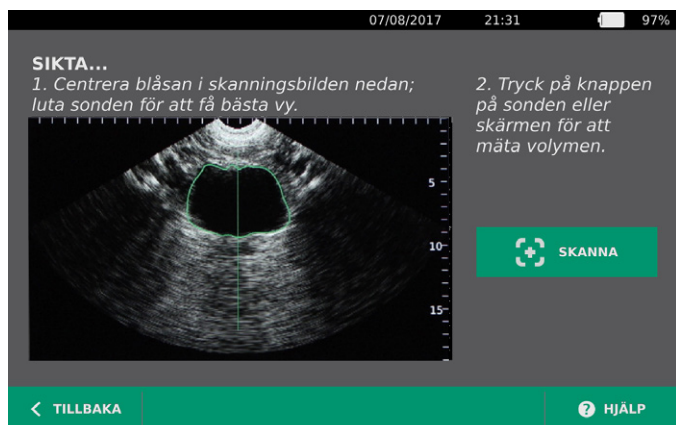 07/08/2017 21:31 97%
SIKTA...
1. Centrera blåsan i skanningsbilden nedan;
luta sonden för att få bästa vy.
2. Tryck på knappen
på sonden eller
skärmen för att
mäta volymen.
5
10
15
SKANNA
TILLBAKA
? HJÄLP